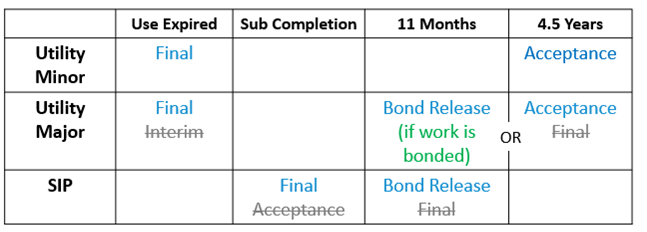 Use Expired Sub Completion 11 Months 4.5 Years
Utility Minor Final Acceptance
Utility Major Final Interim Bond Release (if work is bonded) OR Acceptance Final
SIP Final Acceptance Bond Release Final